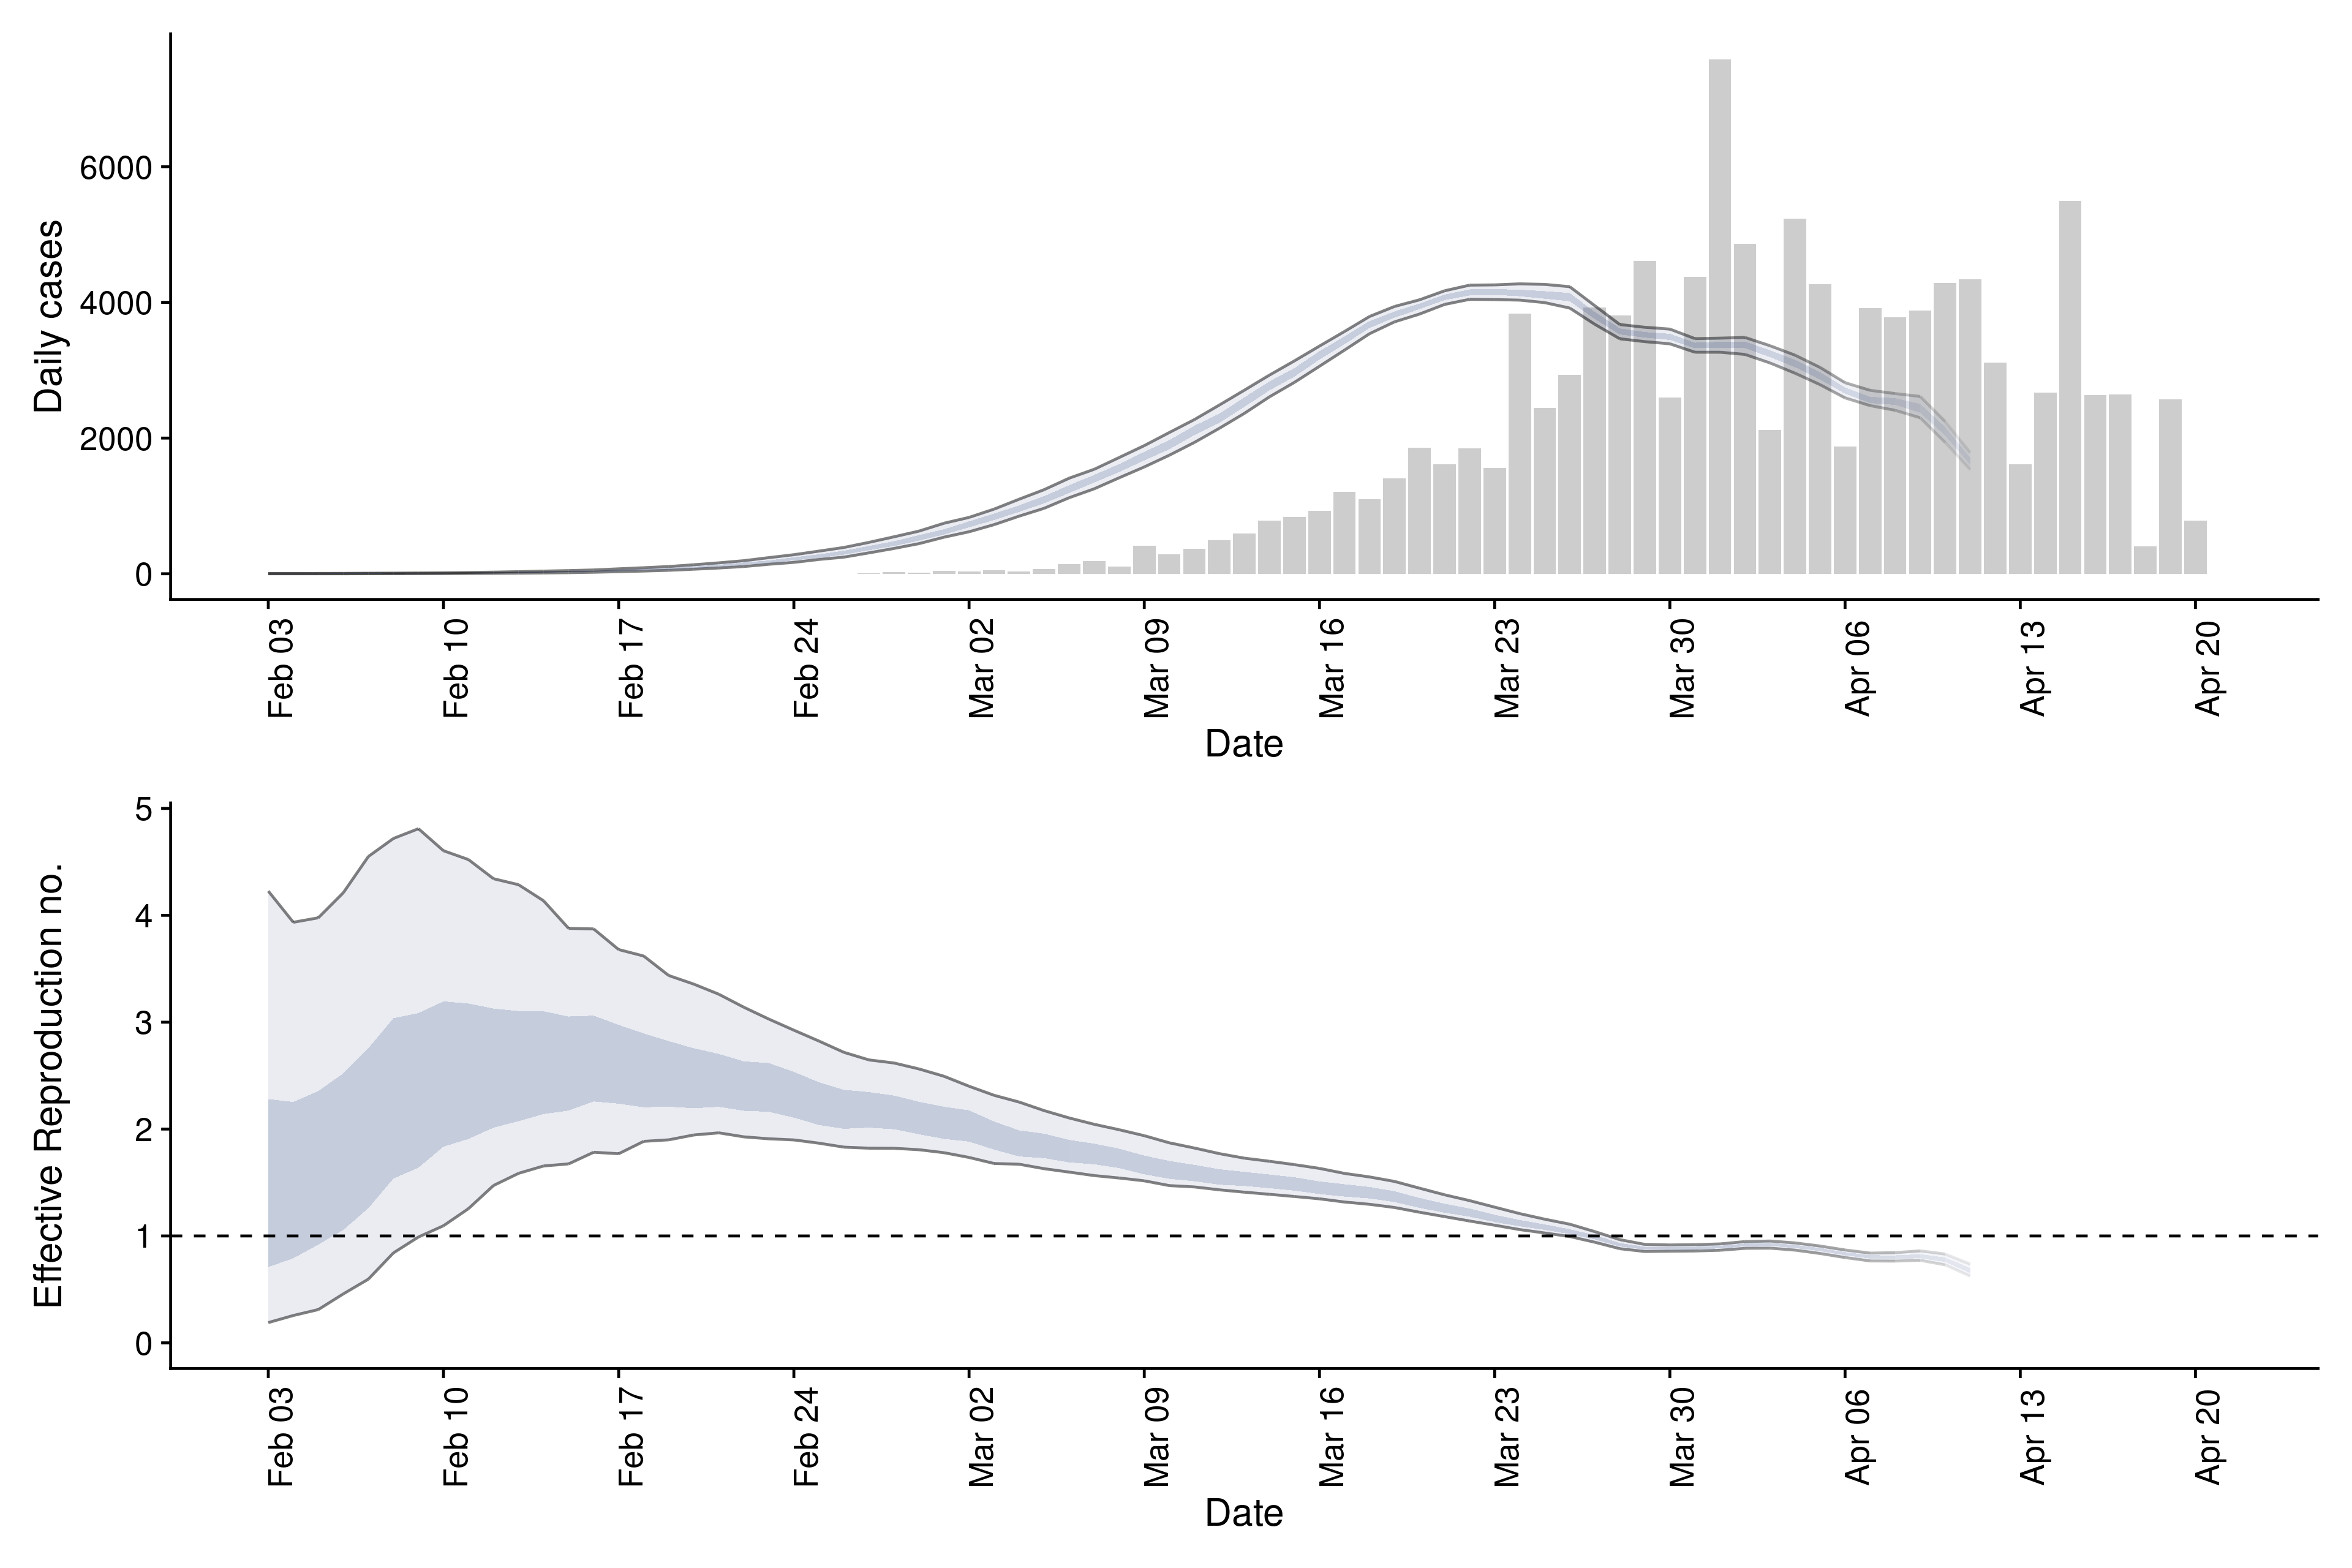 Daily cases
6000
4000
2000
0
Feb 03
Feb 10
Feb 17
Feb 24
Mar 02
Mar 09
Mar 16
Mar 23
Mar 30
Apr 06
Apr 13
Apr 20
Date
Effective Reproduction no.
5
4
3
2
1
0
Feb 03
Feb 10
Feb 17
Feb 24
Mar 02
Mar 09
Mar 16
Mar 23
Mar 30
Apr 06
Apr 13
Apr 20
Date